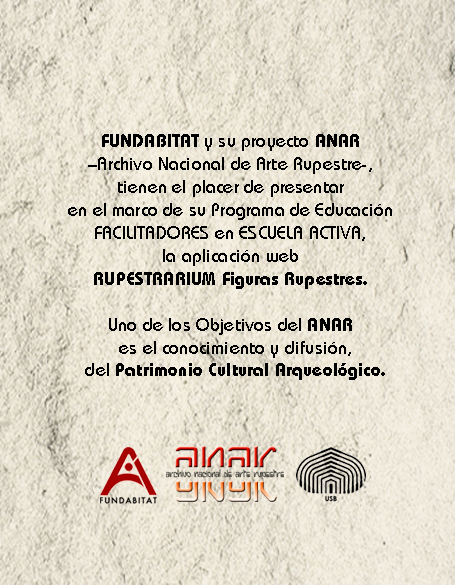 FUNDABITAT y su proyecto ANAR
–Archivo Nacional de Arte Rupestre-,
tienen el placer de presentar
en el marco de su Programa de Educación
FACILITADORES en ESCUELA ACTIVA,
la aplicación web
RUPESTRARIUM Figuras Rupestres.
Uno de los Objetivos del ANAR
es el conocimiento y difusión,
del Patrimonio Cultural Arqueológico.
FUNDABITAT
ANAR
archivo nacional de arte rupestre
USB